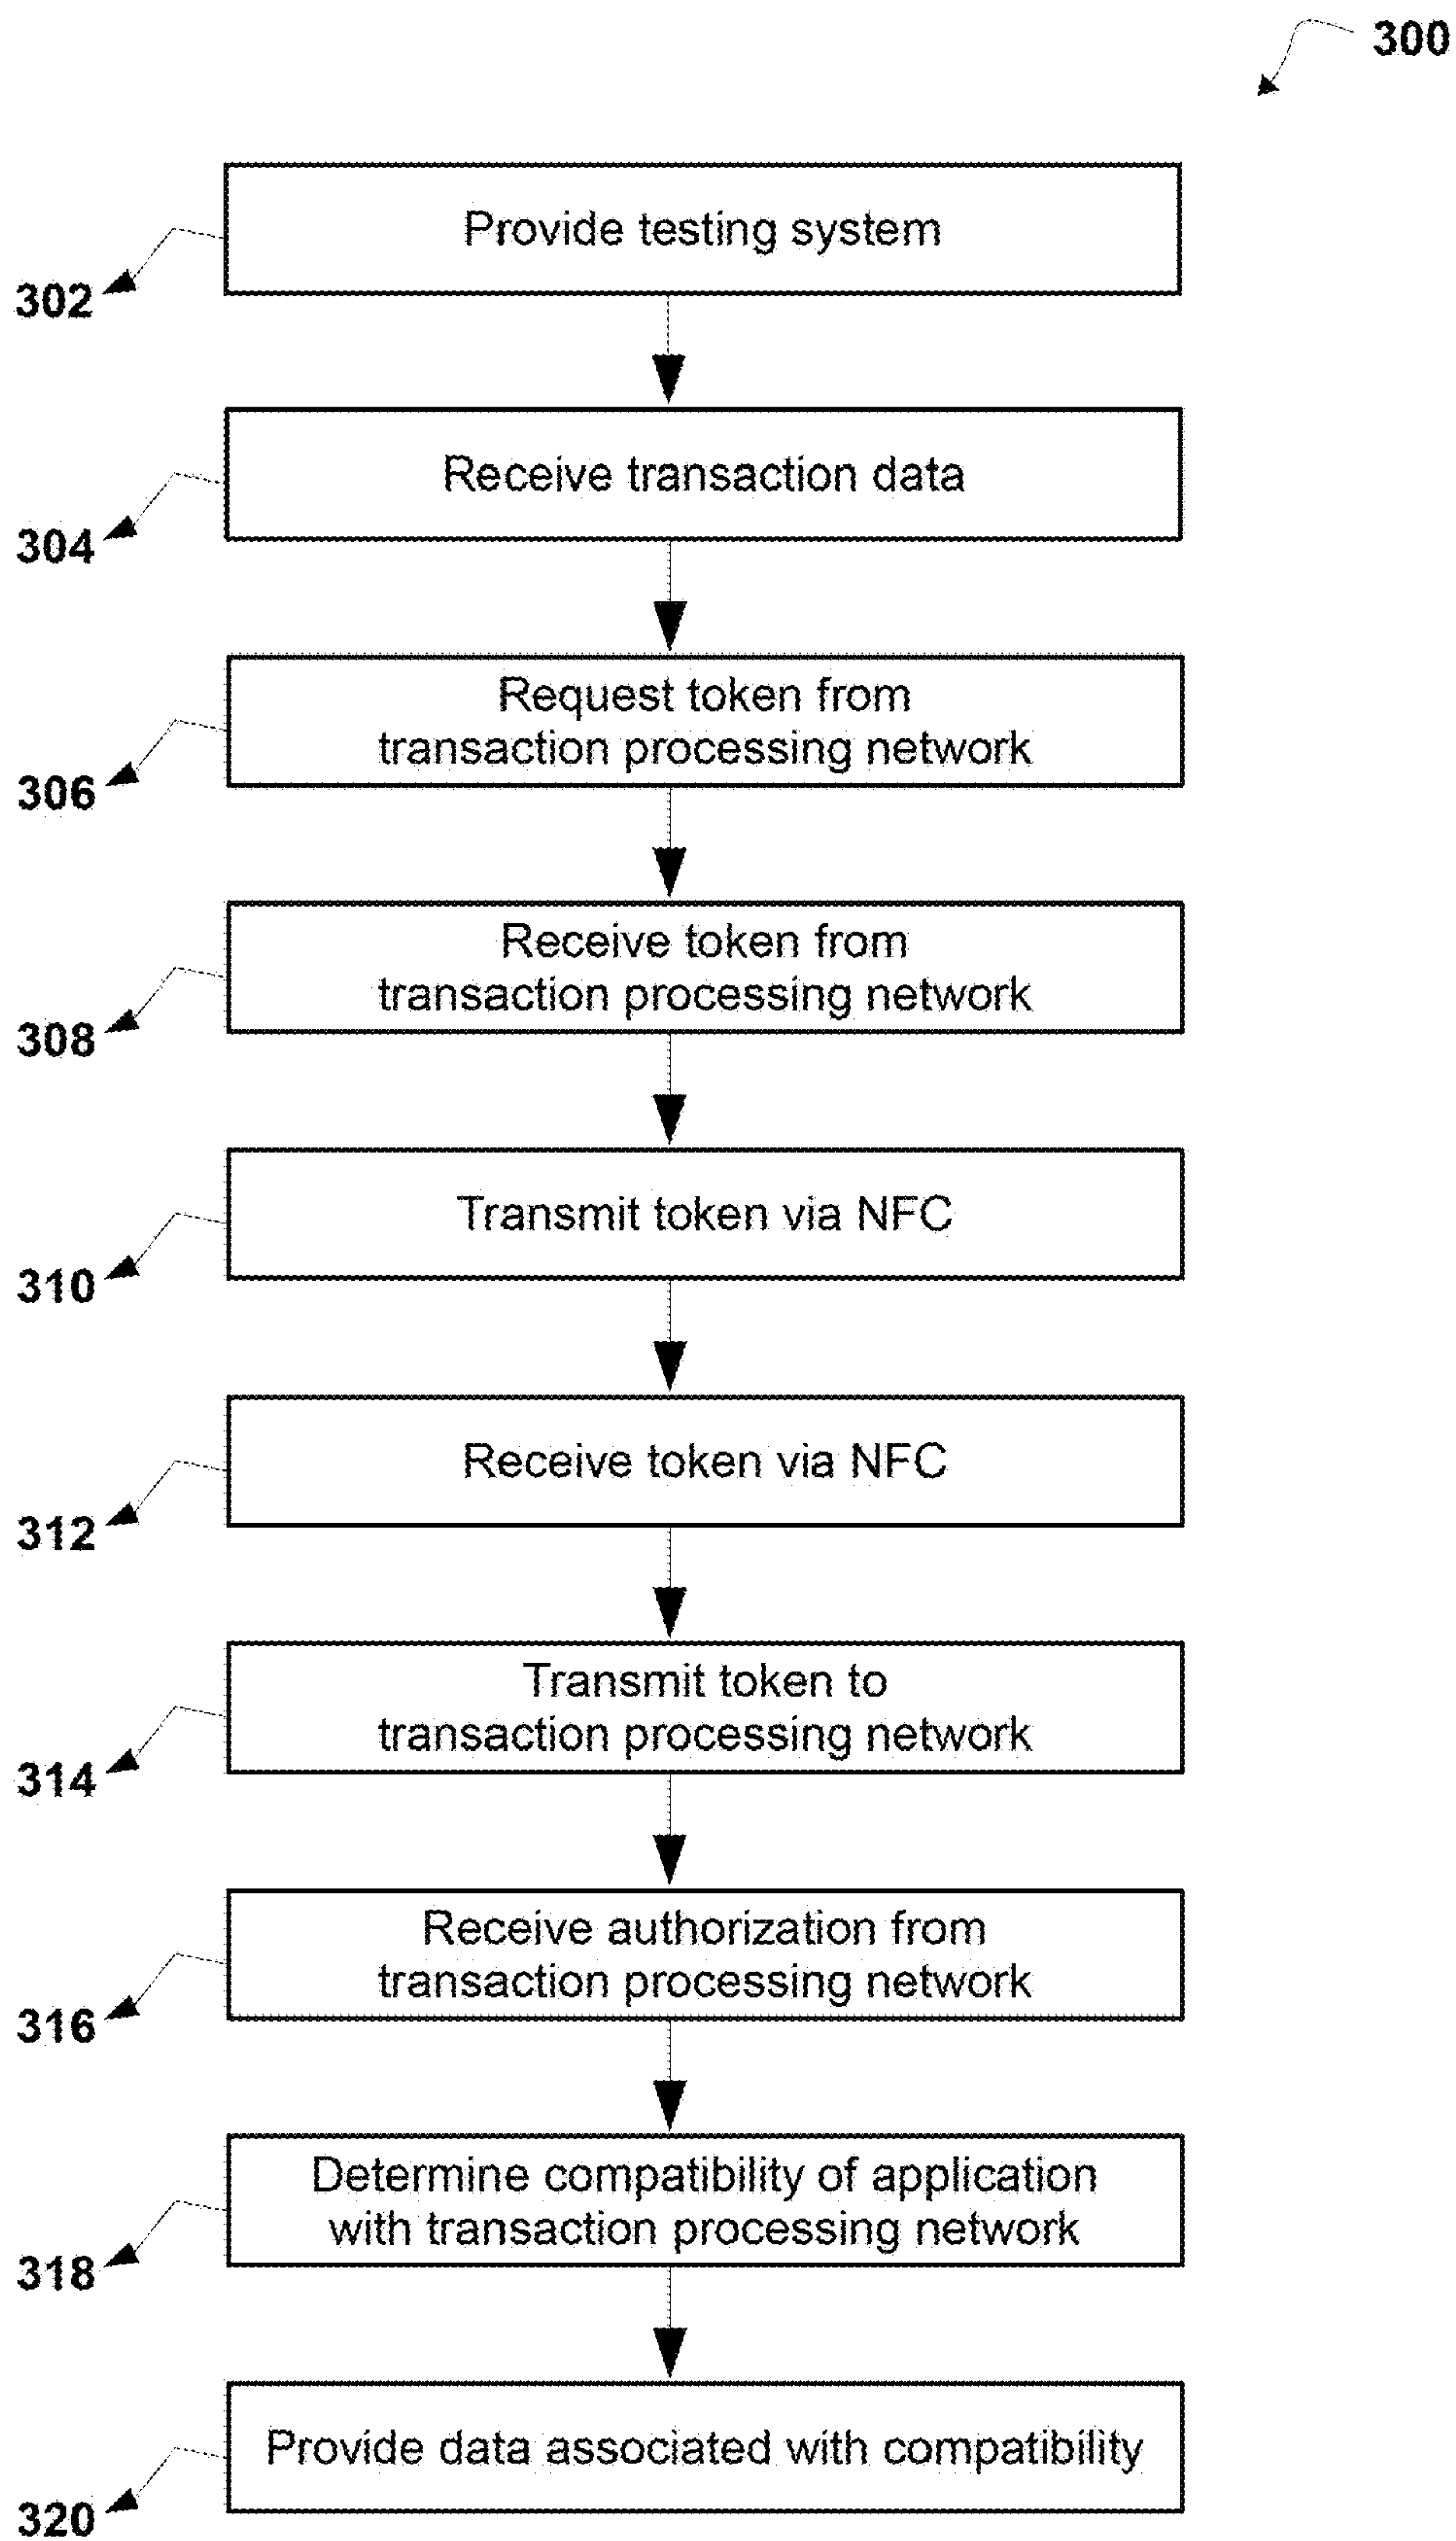 300
Provide testing system
302
Receive transaction data
304
Request token from
transaction processing network
306
Receive token from
transaction processing network
308
Transmit token via NFC
310
Receive token via NFC
312
Transmit token to
transaction processing network
314
Receive authorization from
transaction processing network
316
Determine compatibility of application
with transaction processing network
318
Provide data associated with compatibility
320